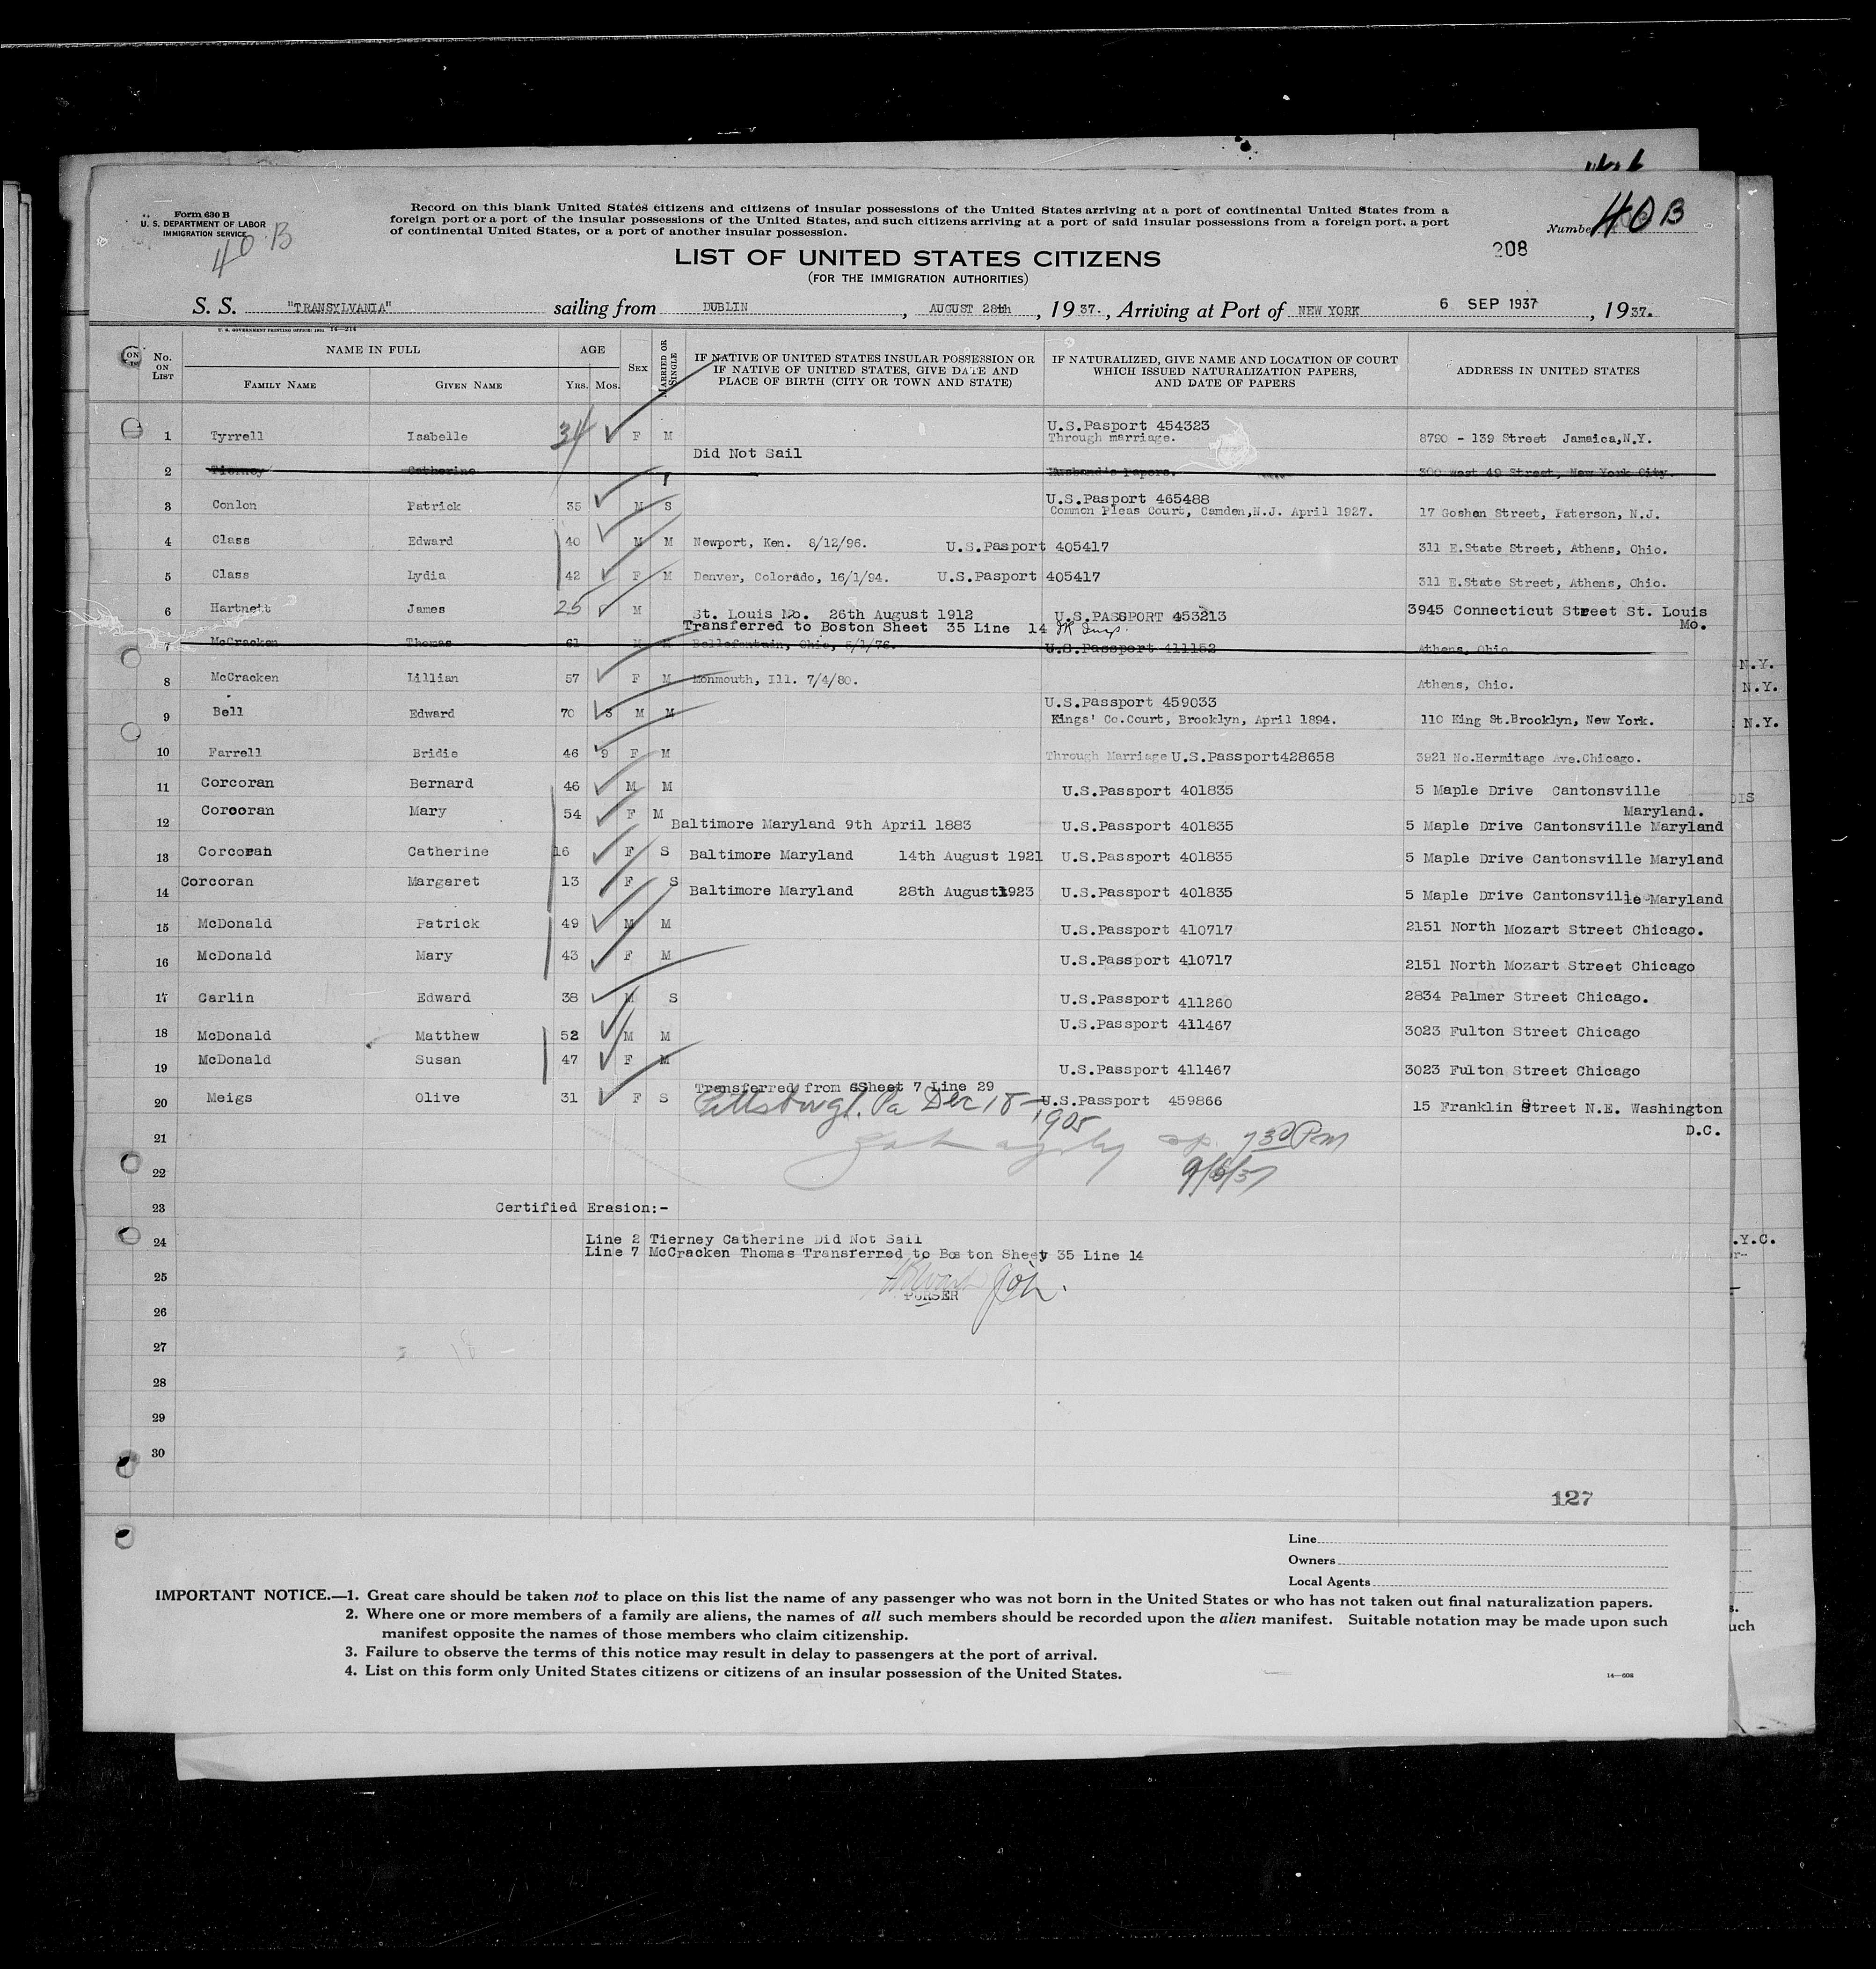 Form 630 B
U. S. DEPARTMENT OF LABOR
IMMIGRATION SERVICE
40 B
Record on this blank United States citizens and citizens of insular possessions of the United States arriving at a port of continental United States from a
foreign port or a port of the insular possessions of the United States, and such citizens arriving at a port of said insular possessions from a foreign port, a port
of continental United States, or a port of another insular possession.
Number 40 B
208
LIST OF UNITED STATES CITIZENS
(FOR THE IMMIGRATION AUTHORITIES)
S. S. "TRANSYLVANIA" sailing from DUBLIN, AUGUST 28th, 1937., Arriving at Port of NEW YORK 6 SEP 1937, 1937.
U. S. GOVERNMENT PRINTING OFFICE: 1931 14—214
No. ON LIST NAME IN FULL AGE SEX MARRIED OR SINGLE IF NATIVE OF UNITED STATES INSULAR POSSESSION OR IF NATIVE OF UNITED STATES, GIVE DATE AND PLACE OF BIRTH (CITY OR TOWN AND STATE) IF NATURALIZED, GIVE NAME AND LOCATION OF COURT WHICH ISSUED NATURALIZATION PAPERS, AND DATE OF PAPERS ADDRESS IN UNITED STATES
FAMILY NAME GIVEN NAME YRS. MOS.
U.S.Pasport 454323
1 Tyrrell Isabelle 34 F M Through marriage. 8790 - 139 Street Jamaica,N.Y.
Did Not Sail
2 Tierney Catherine Husband's Papers. 300 West 49 Street, New York City.
U.S.Pasport 465488
3 Conlon Patrick 35 M S Common Pleas Court, Camden,N.J. April 1927. 17 Goshen Street, Paterson, N.J.
4 Class Edward 40 M M Newport, Ken. 8/12/96. U.S.Pasport 405417 311 E.State Street, Athens, Ohio.
5 Class Lydia 42 F M Denver, Colorado, 16/1/94. U.S.Pasport 405417 311 E.State Street, Athens, Ohio.
6 Hartnett James 25 M St. Louis Mo. 26th August 1912 U.S.PASSPORT 453213 3945 Connecticut Street St. Louis Mo.
Transferred to Boston Sheet 35 Line 14
7 McCracken Thomas 61 M M Bellefontain, Ohio, 5/1/76. U.S.Passport 411152 Athens, Ohio
8 McCracken Lillian 57 F M Monmouth, Ill. 7/4/80. Athens, Ohio.
U.S.Passport 459033
9 Bell Edward 70 3 M M Kings' Co.Court, Brooklyn, April 1894. 110 King St.Brooklyn, New York.
10 Farrell Bridie 46 9 F M Through Marriage U.S.Passport428658 3921 No.Hermitage Ave.Chicago.
11 Corcoran Bernard 46 M M U.S.Passport 401835 5 Maple Drive Cantonsville Maryland.
12 Corcoran Mary 54 F M Baltimore Maryland 9th April 1883 U.S.Passport 401835 5 Maple Drive Cantonsville Maryland
13 Corcoran Catherine 16 F S Baltimore Maryland 14th August 1921 U.S.Passport 401835 5 Maple Drive Cantonsville Maryland
14 Corcoran Margaret 13 F S Baltimore Maryland 28th August 1923 U.S.Passport 401835 5 Maple Drive Cantonsville Maryland
15 McDonald Patrick 49 M M U.S.Passport 410717 2151 North Mozart Street Chicago.
16 McDonald Mary 43 F M U.S.Passport 410717 2151 North Mozart Street Chicago
17 Carlin Edward 38 M S U.S.Passport 411260 2834 Palmer Street Chicago.
18 McDonald Matthew 52 M M U.S.Passport 411467 3023 Fulton Street Chicago
19 McDonald Susan 47 F M U.S.Passport 411467 3023 Fulton Street Chicago
Transferred from Sheet 7 Line 29
20 Meigs Olive 31 F S Pittsburgh. Pa Dec 18 - 1905 U.S.Passport 459866 15 Franklin Street N.E. Washington D.C.
21 730 PM
22 9/6/37
23 Certified Erasion:-
24 Line 2 Tierney Catherine Did Not Sail
Line 7 McCracken Thomas Transferred to Boston Sheet 35 Line 14
25
PURSER
26
27
28
29
30
127
Line
Owners
Local Agents
IMPORTANT NOTICE.—1. Great care should be taken not to place on this list the name of any passenger who was not born in the United States or who has not taken out final naturalization papers.
2. Where one or more members of a family are aliens, the names of all such members should be recorded upon the alien manifest. Suitable notation may be made upon such
manifest opposite the names of those members who claim citizenship.
3. Failure to observe the terms of this notice may result in delay to passengers at the port of arrival.
4. List on this form only United States citizens or citizens of an insular possession of the United States.
14—608
N.Y.
N.Y.
N.Y.
.Y.C.
uch